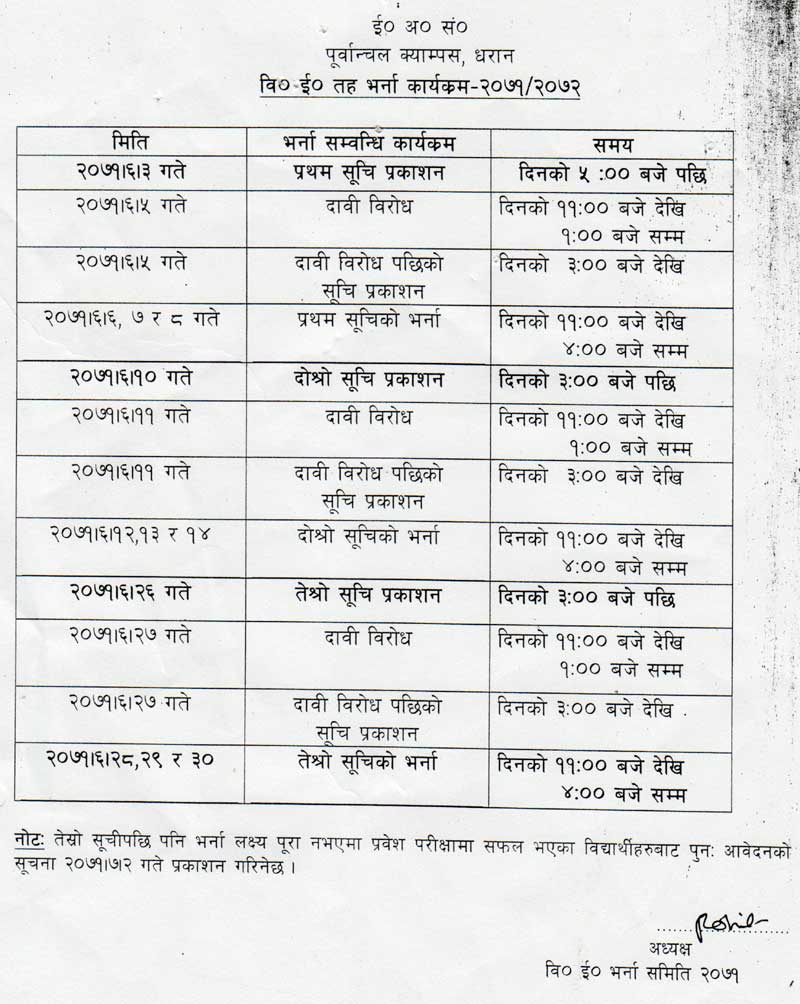 ई० अ० सं०
पूर्वान्चल क्याम्पस, धरान
वि० ई० तह भर्ना कार्यकम-२०७१/२०७२
मिति भर्ना सम्वन्धि कार्यकम समय
२०७१।६।३ गते प्रथम सूचि प्रकाशन दिनको ५ :०० बजे पछि
२०७१।६।५ गते दावी विरोध दिनको ११:०० बजे देखि
१:०० बजे सम्म
२०७१।६।५ गते दावी विरोध पछिको दिनको ३:०० बजे देखि
सूचि प्रकाशन
२०७१।६।६, ७ र ८ गते प्रथम सूचिको भर्ना दिनको ११:०० बजे देखि
४:०० बजे सम्म
२०७१।६।१० गते दोश्रो सूचि प्रकाशन दिनको ३:०० बजे पछि
२०७१।६।११ गते दावी विरोध दिनको ११:०० बजे देखि
१:०० बजे सम्म
२०७१।६।११ गते दावी विरोध पछिको दिनको ३:०० बजे देखि
सूचि प्रकाशन
२०७१।६।१२,१३ र १४ दोश्रो सूचिको भर्ना दिनको ११:०० बजे देखि
४:०० बजे सम्म
२०७१।६।२६ गते तेश्रो सूचि प्रकाशन दिनको ३:०० बजे पछि
२०७१।६।२७ गते दावी विरोध दिनको ११:०० बजे देखि
१:०० बजे सम्म
२०७१।६।२७ गते दावी विरोध पछिको दिनको ३:०० बजे देखि
सूचि प्रकाशन
२०७१।६।२८,२९ र ३० तेश्रो सूचिको भर्ना दिनको ११:०० बजे देखि
४:०० बजे सम्म
नोटः तेस्रो सूचीपछि पनि भर्ना लक्ष्य पूरा नभएमा प्रवेश परीक्षामा सफल भएका विद्यार्थीहरुबाट पुनः आवेदनको
सूचना २०७१।७।२ गते प्रकाशन गरिनेछ ।
अध्यक्ष
वि० ई० भर्ना समिति २०७१